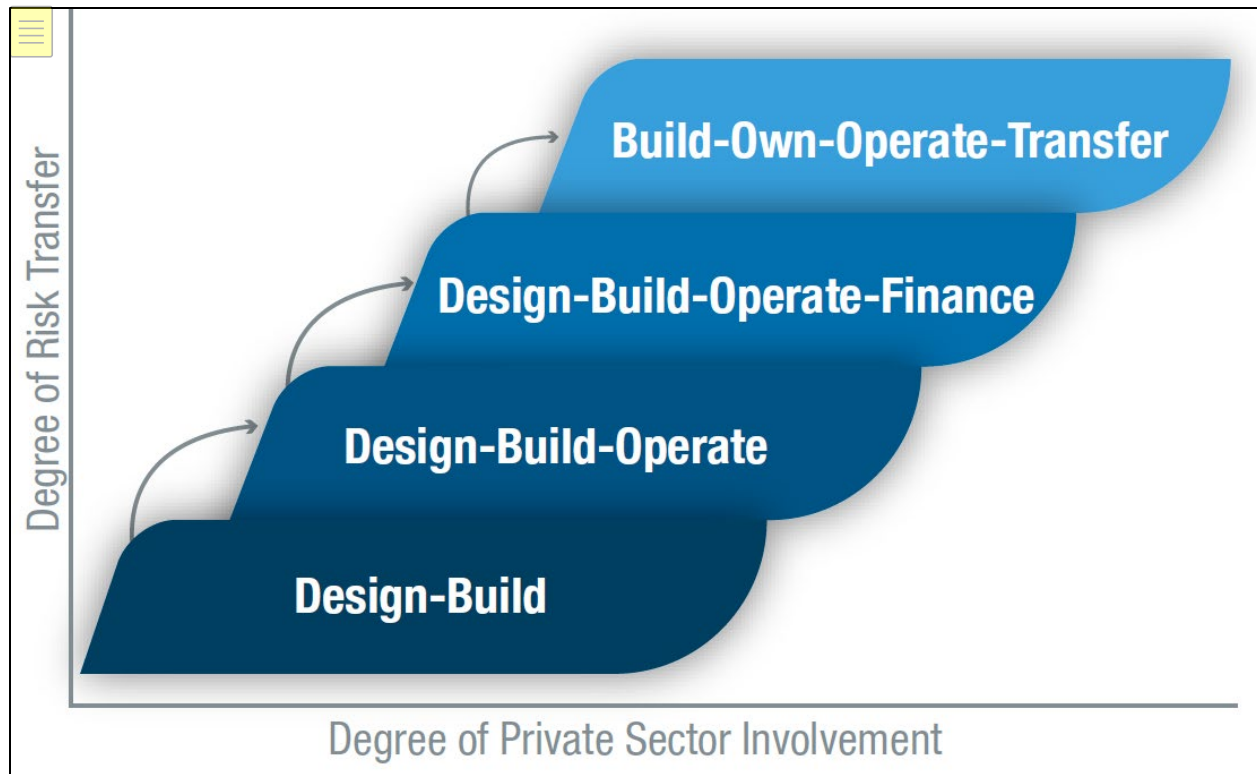 Degree of Risk Transfer
Build-Own-Operate-Transfer
Design-Build-Operate-Finance
Design-Build-Operate
Design-Build
Degree of Private Sector Involvement